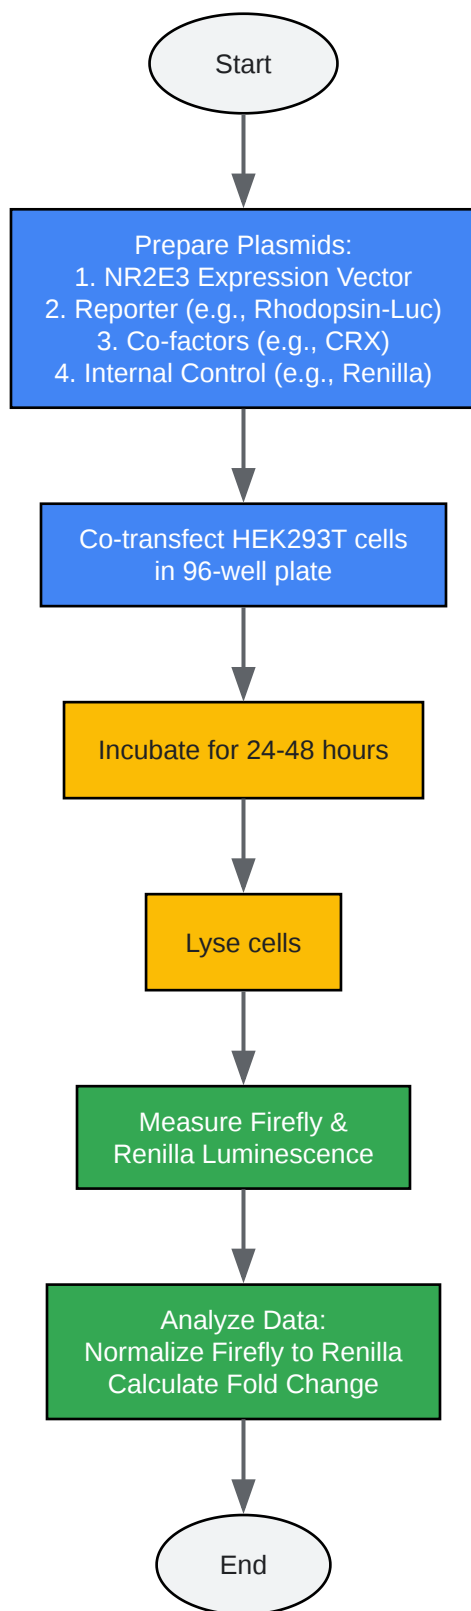 Start
Prepare Plasmids:
1. NR2E3 Expression Vector
2. Reporter (e.g., Rhodopsin-Luc)
3. Co-factors (e.g., CRX)
4. Internal Control (e.g., Renilla)
Co-transfect HEK293T cells
in 96-well plate
Incubate for 24-48 hours
Lyse cells
Measure Firefly &
Renilla Luminescence
Analyze Data:
Normalize Firefly to Renilla
Calculate Fold Change
End